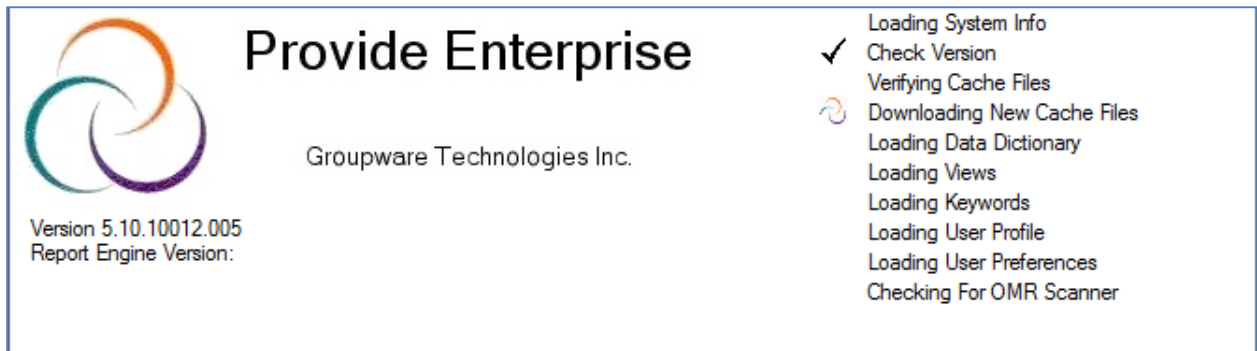 Provide Enterprise
Groupware Technologies Inc.
Version 5.10.10012.005
Report Engine Version:
Loading System Info
Check Version
Verifying Cache Files
Downloading New Cache Files
Loading Data Dictionary
Loading Views
Loading Keywords
Loading User Profile
Loading User Preferences
Checking For OMR Scanner